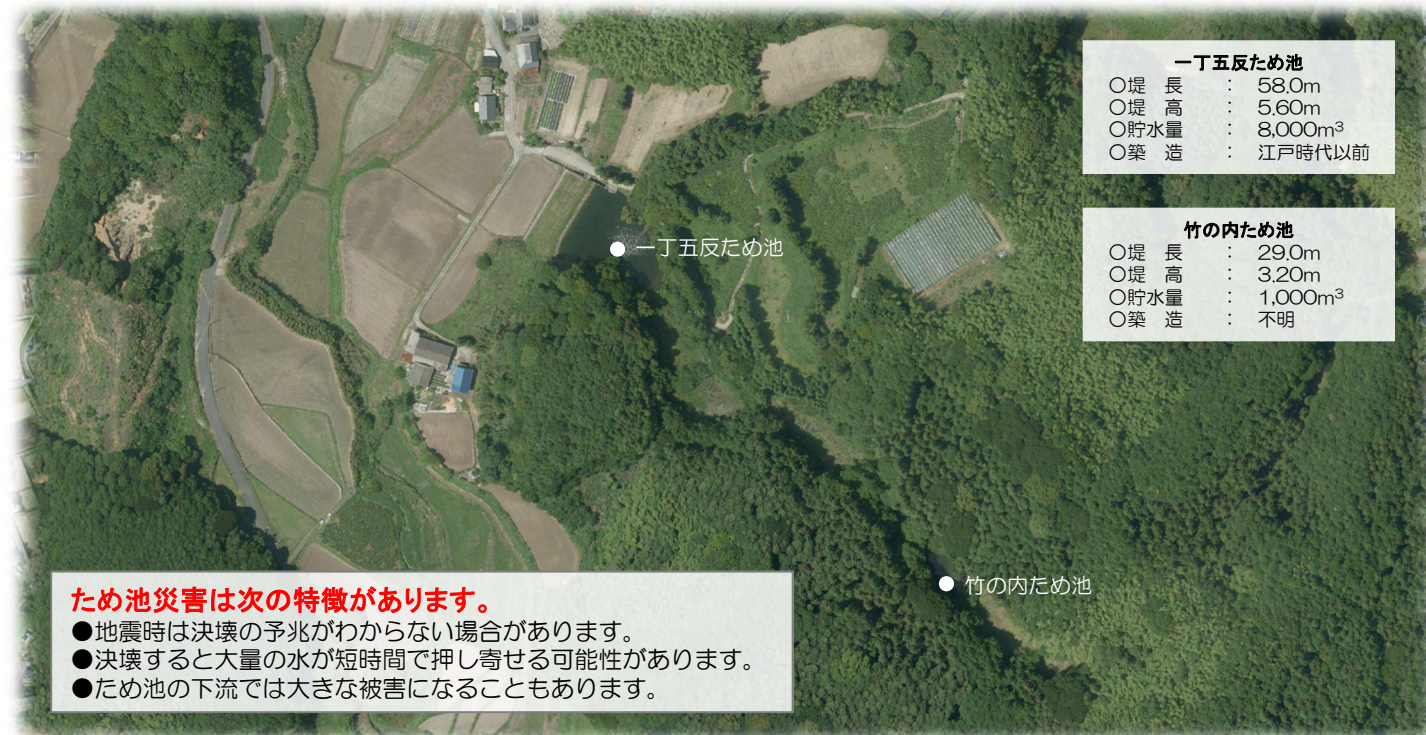 一丁五反ため池
○堤　長　：　58.0m
○堤　高　：　5.60m
○貯水量　：　8,000m³
○築　造　：　江戸時代以前
竹の内ため池
○堤　長　：　29.0m
○堤　高　：　3.20m
○貯水量　：　1,000m³
○築　造　：　不明
一丁五反ため池
竹の内ため池
ため池災害は次の特徴があります。
●地震時は決壊の予兆がわからない場合があります。
●決壊すると大量の水が短時間で押し寄せる可能性があります。
●ため池の下流では大きな被害になることもあります。